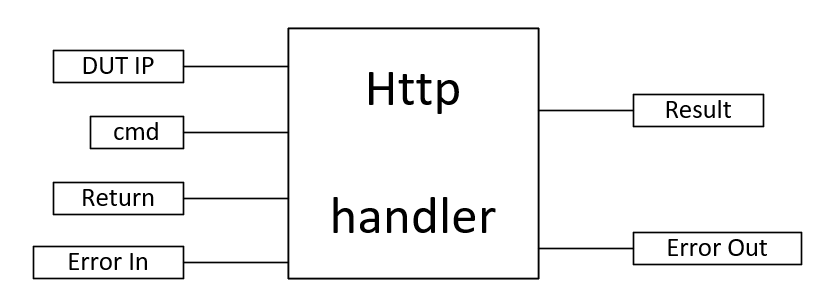 DUT IP
cmd
Return
Error In
Http
handler
Result
Error Out